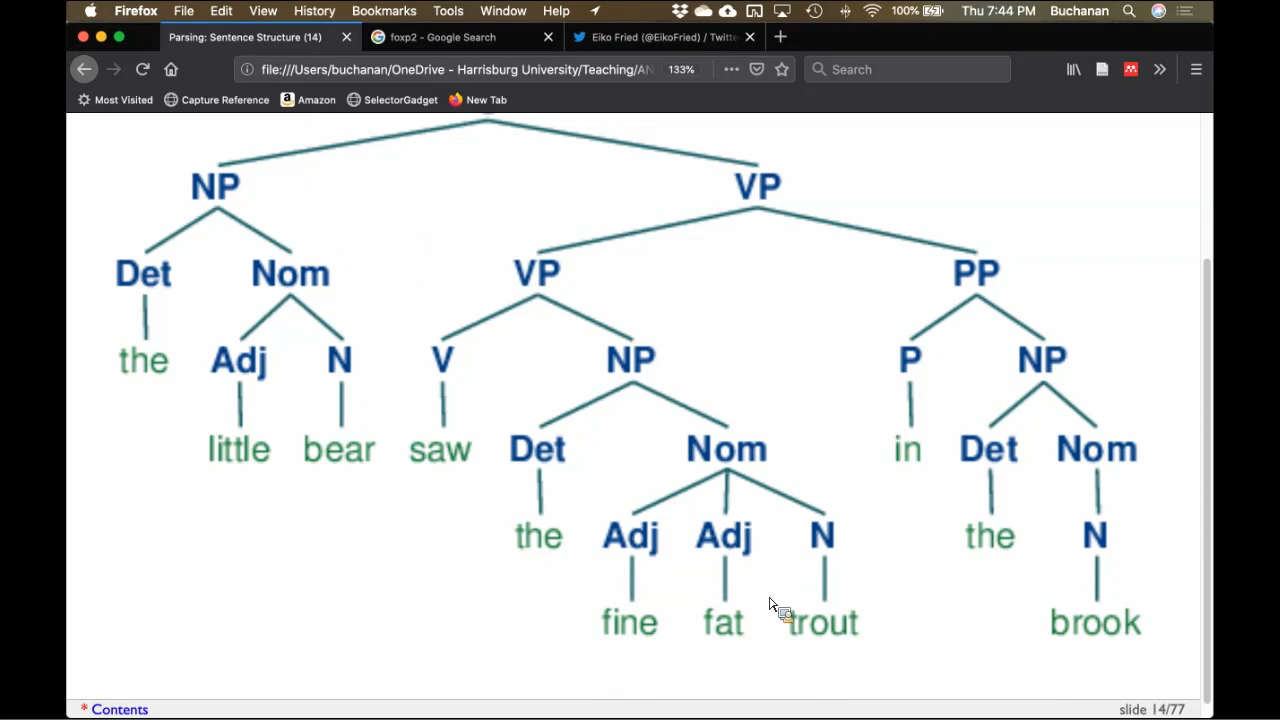 Firefox File Edit View History Bookmarks Tools Window Help 100% Thu 7:44 PM Buchanan
Parsing: Sentence Structure (14) foxp2 - Google Search Eiko Fried (@EikoFried) / Twitte
file:///Users/buchanan/OneDrive - Harrisburg University/Teaching/AN 133% Search
Most Visited Capture Reference Amazon SelectorGadget New Tab
NP VP
Det Nom VP PP
the Adj N V NP P NP
little bear saw Det Nom in Det Nom
the Adj Adj N the N
fine fat trout brook
* Contents slide 14/77